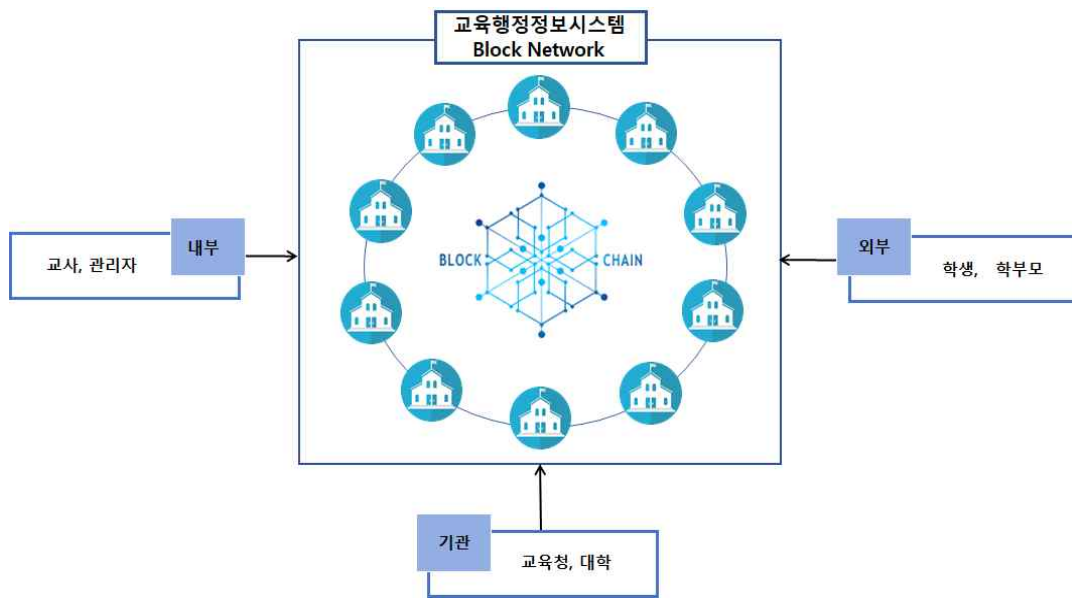 교육행정정보시스템
Block Network
내부
교사, 관리자
BLOCK CHAIN
외부
학생, 학부모
기관
교육청, 대학